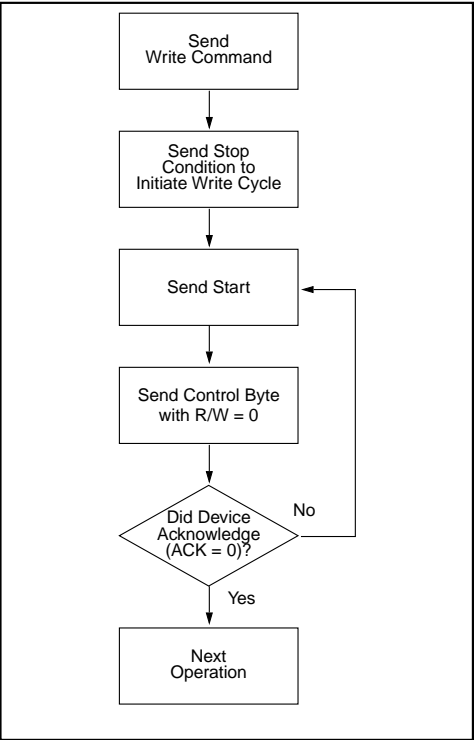 Send
Write Command
Send Stop
Condition to
Initiate Write Cycle
Send Start
Send Control Byte
with R/W = 0
Did Device
Acknowledge
(ACK = 0)?
No
Yes
Next
Operation